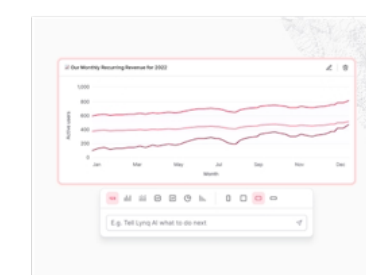 Our Monthly Recurring Revenue for 2022
1,000
800
600
400
200
0
Active users
Jan Mar May Jul Sep Nov Dec
Month
E.g. Tell Lynq AI what to do next